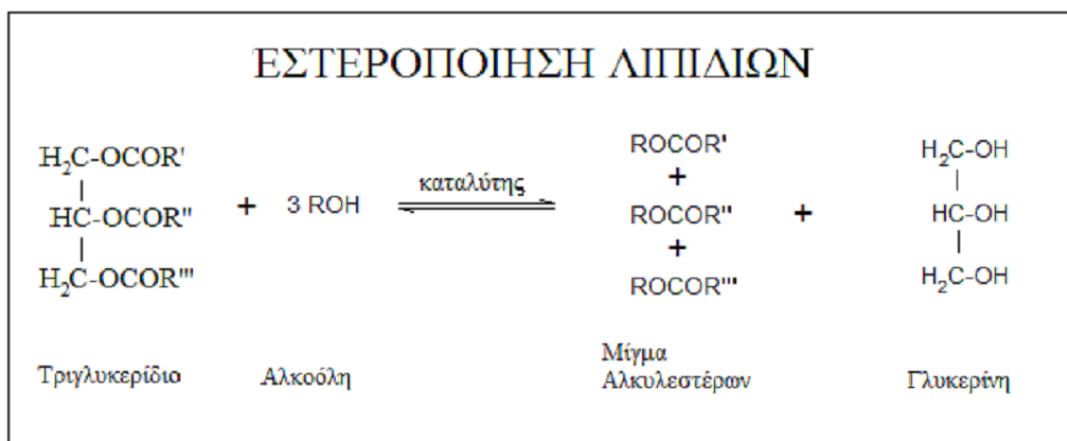 ΕΣΤΕΡΟΠΟΙΗΣΗ ΛΙΠΙΔΙΩΝ
H₂C-OCOR'
HC-OCOR"
H₂C-OCOR'"
+
3 ROH
καταλύτης
ROCOR'
+
ROCOR"
+
ROCOR'"
+
H₂C-OH
HC-OH
H₂C-OH
Τριγλυκερίδιο
Αλκοόλη
Μίγμα
Αλκυλεστέρων
Γλυκερίνη